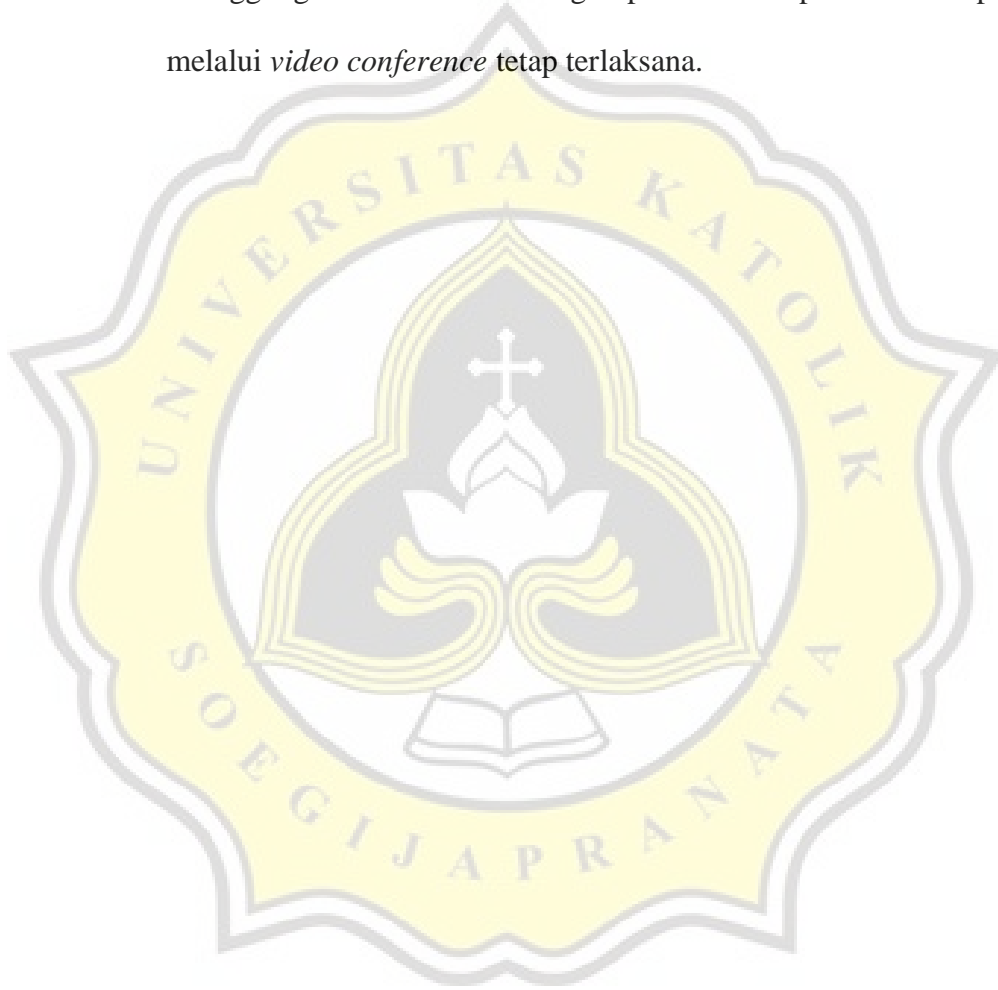 melalui video conference tetap terlaksana.
UNIVERSITAS KATOLIK
SOEGIJAPRANATA